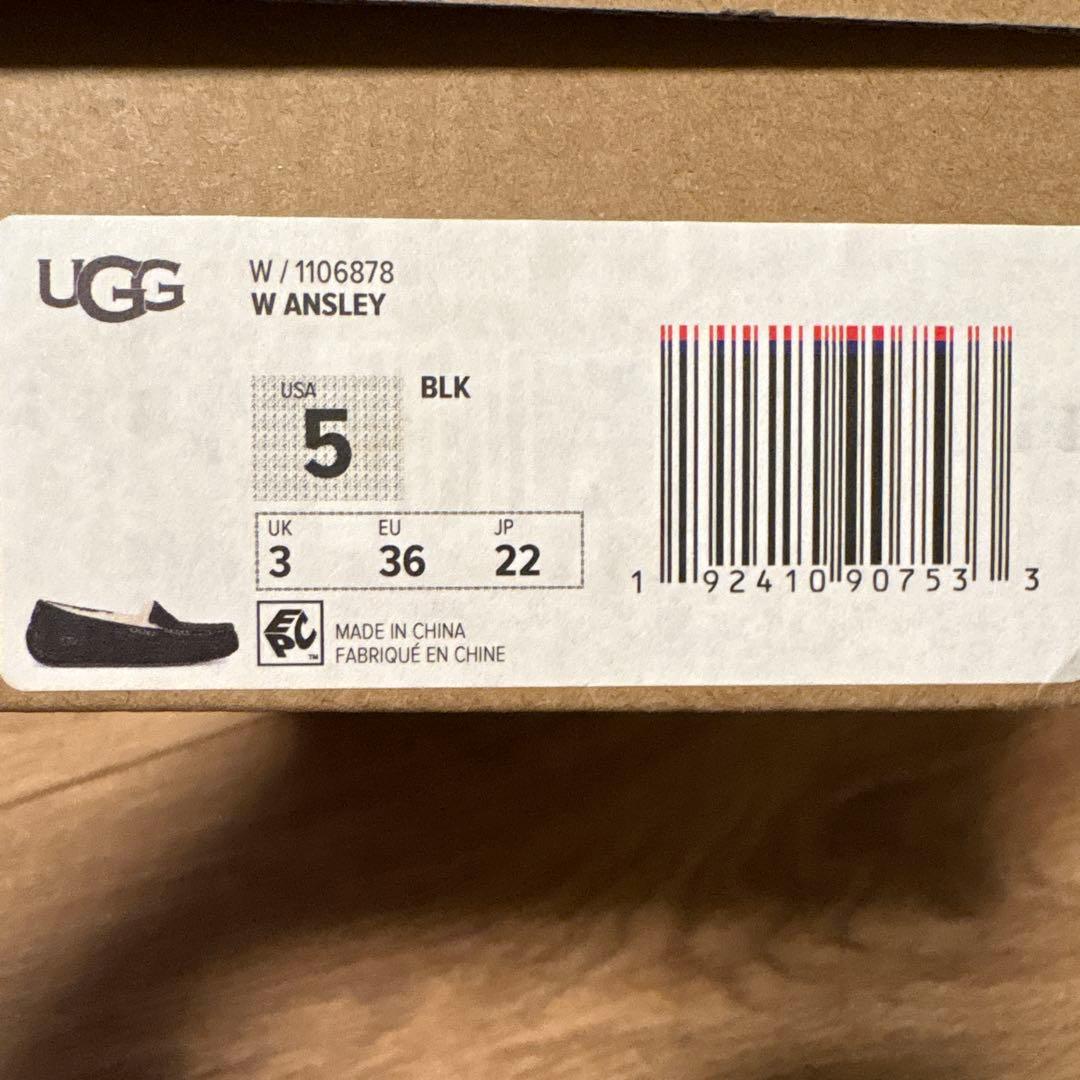 UGG
W / 1106878
W ANSLEY
USA
5
BLK
UK EU JP
3 36 22
1 92410 90753 3
EPC™
MADE IN CHINA
FABRIQUÉ EN CHINE